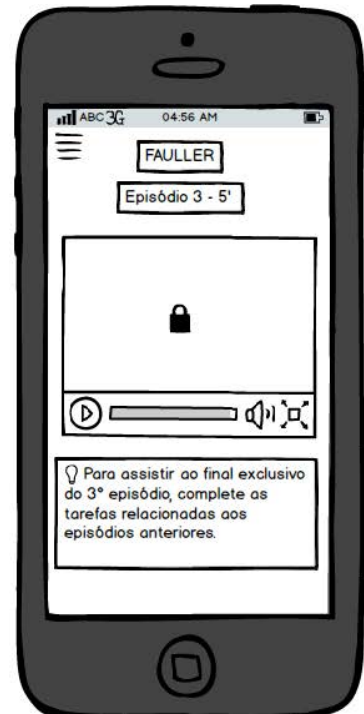 ABC 3G 04:56 AM
FAULLER
Episódio 3 - 5'
Para assistir ao final exclusivo
do 3° episódio, complete as
tarefas relacionadas aos
episódios anteriores.